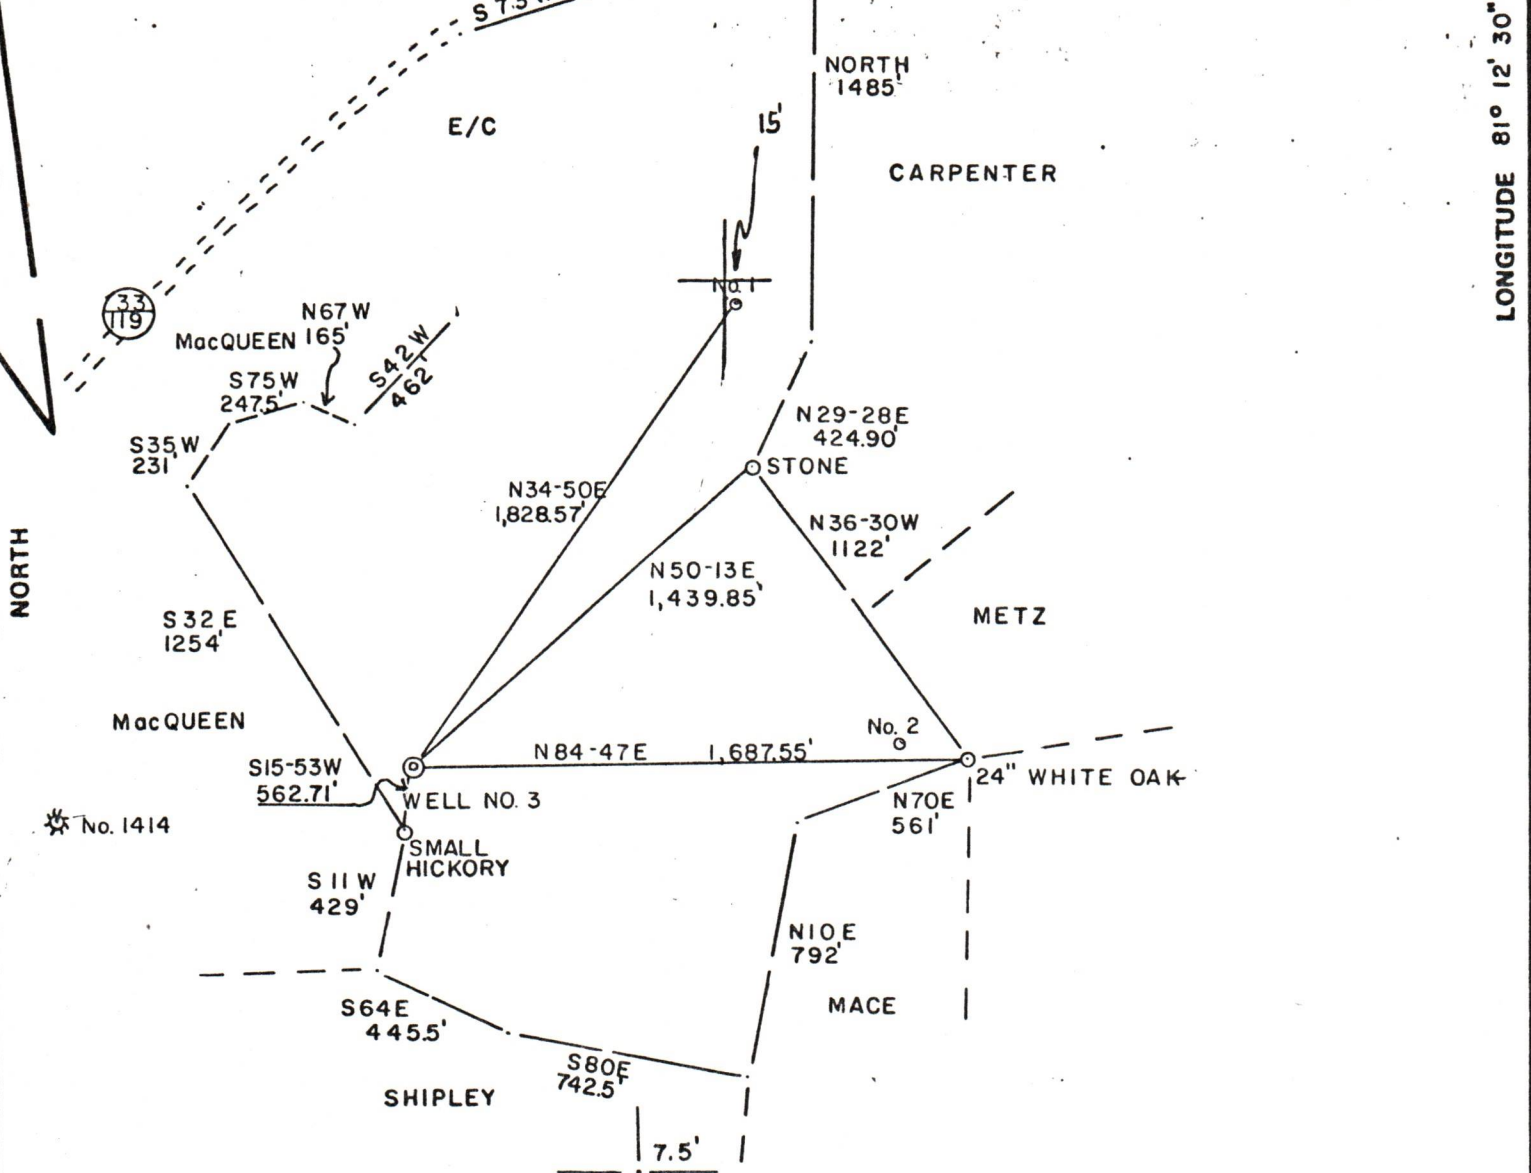 S 7.5
NORTH
1485'
LONGITUDE 81° 12' 30"
15'
E/C
CARPENTER
No. 1
33
119
N67W
165'
MacQUEEN
S42W
462'
S75W
247.5'
N29-28E
424.90'
S35W
231'
STONE
N34-50E
1,828.57'
N36-30W
1122'
NORTH
N50-13E
1,439.85'
S32E
1254'
METZ
MacQUEEN
No. 2
N84-47E 1,687.55'
S15-53W
562.71'
24" WHITE OAK
WELL NO. 3
N70E
561'
No. 1414
SMALL
HICKORY
S11W
429'
N10E
792'
S64E
445.5'
MACE
S80E
742.5'
SHIPLEY
7.5'